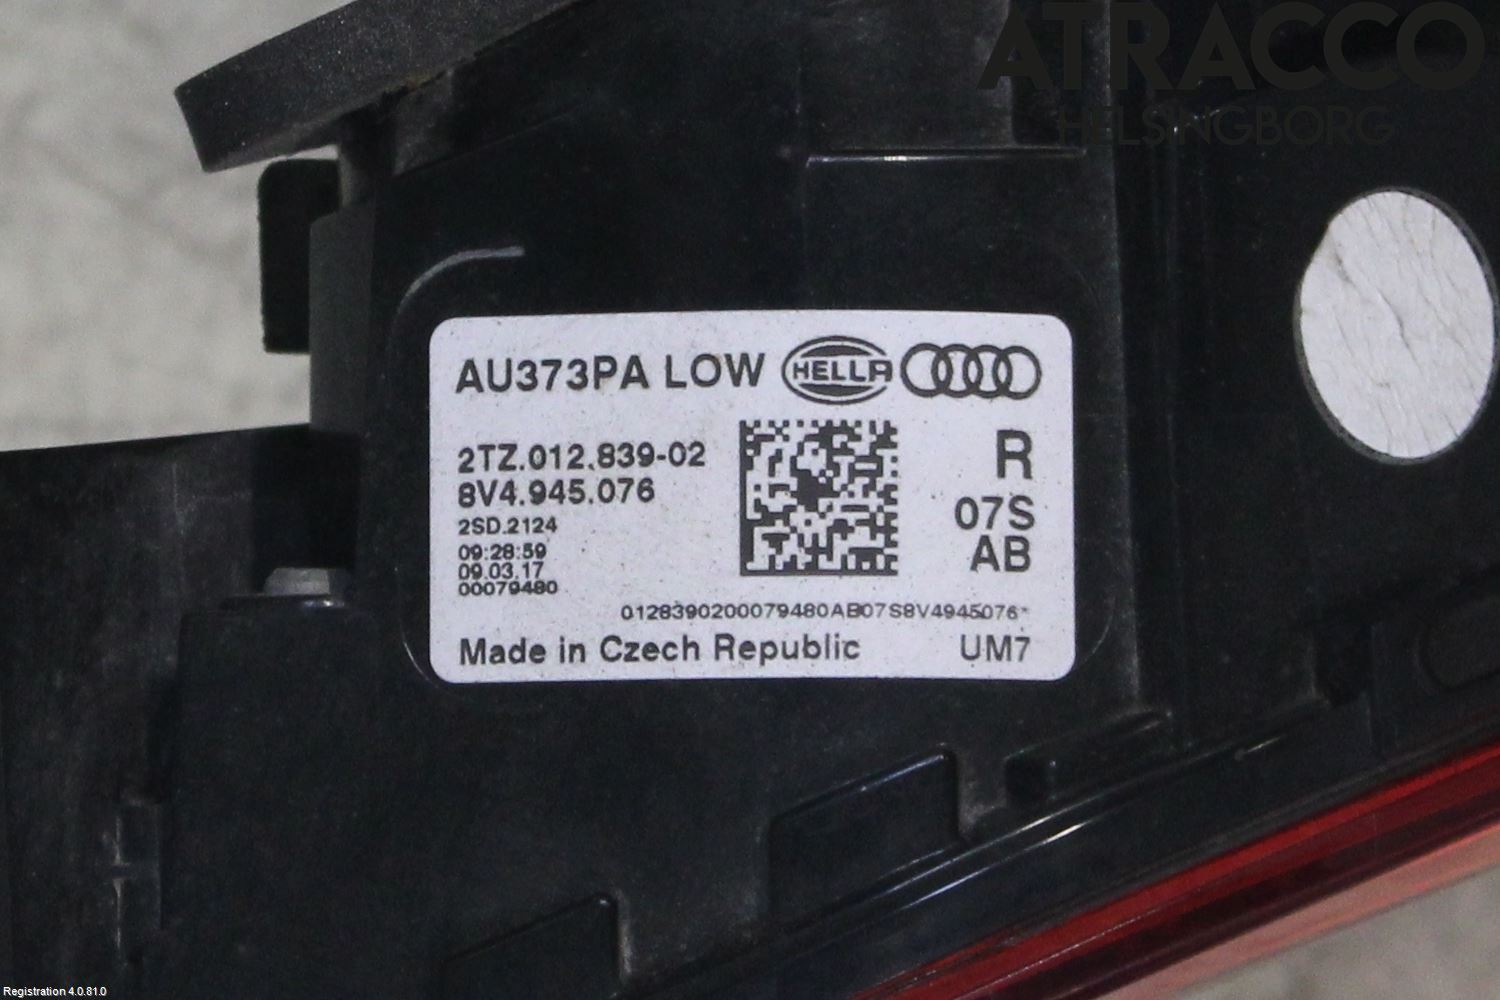 ATRACCO
HELSINGBORG
AU373PA LOW HELLA
2TZ.012.839-02
R
8V4.945.076
07S
2SD.2124
AB
09:28:59
09.03.17
00079480
0128390200079480AB07S8V4945076*
Made in Czech Republic UM7
Registration 4.0.81.0